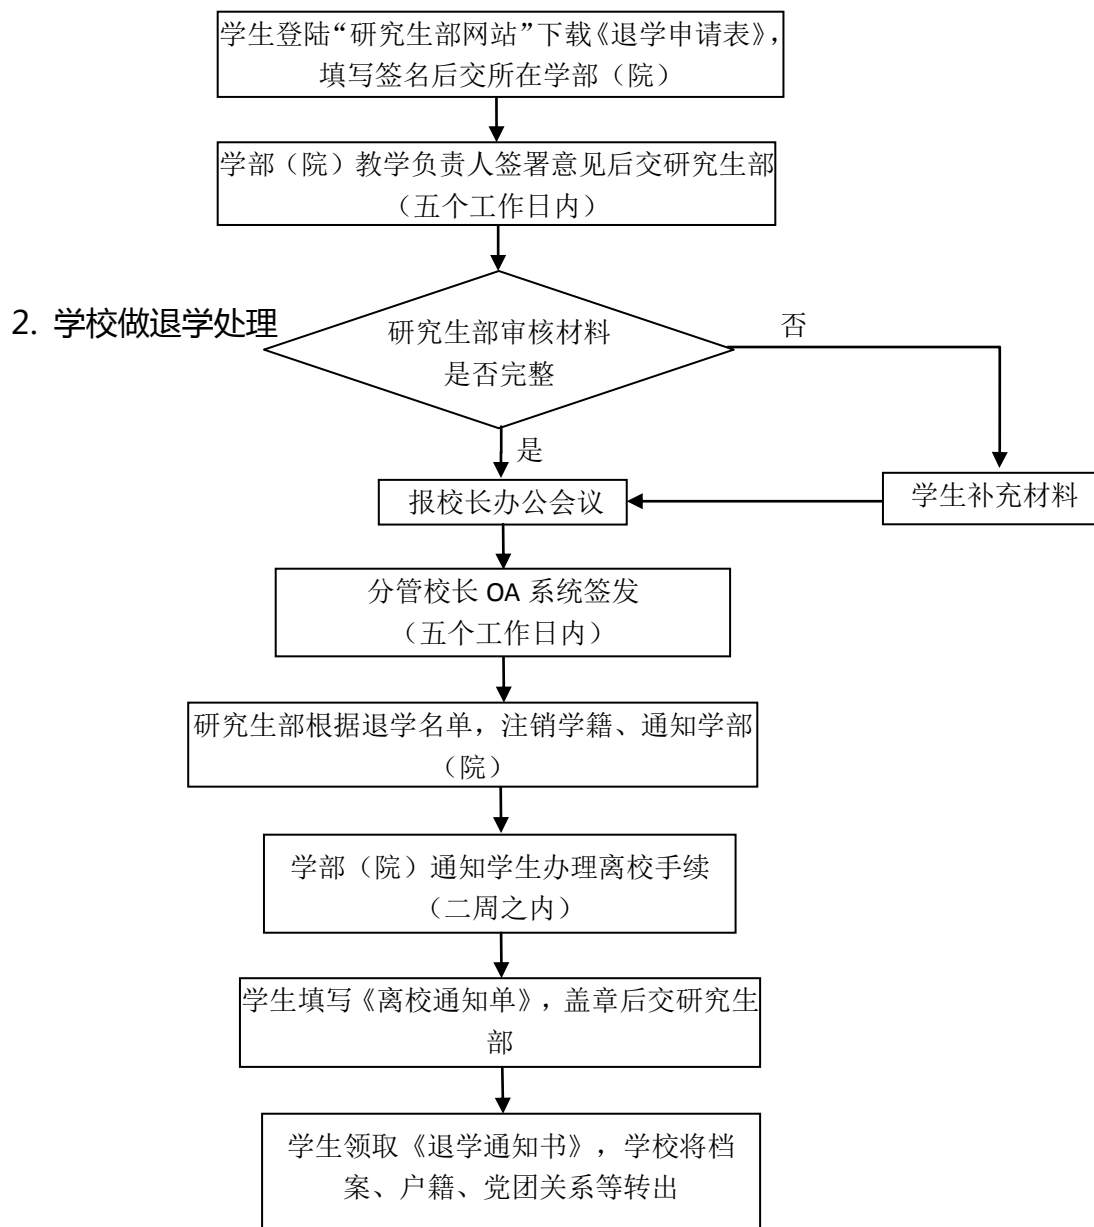 学生登陆“研究生部网站”下载《退学申请表》，
填写签名后交所在学部（院）
学部（院）教学负责人签署意见后交研究生部
（五个工作日内）
2. 学校做退学处理
研究生部审核材料
是否完整
否
是
报校长办公会议
学生补充材料
分管校长 OA 系统签发
（五个工作日内）
研究生部根据退学名单，注销学籍、通知学部
（院）
学部（院）通知学生办理离校手续
（二周之内）
学生填写《离校通知单》，盖章后交研究生
部
学生领取《退学通知书》，学校将档
案、户籍、党团关系等转出